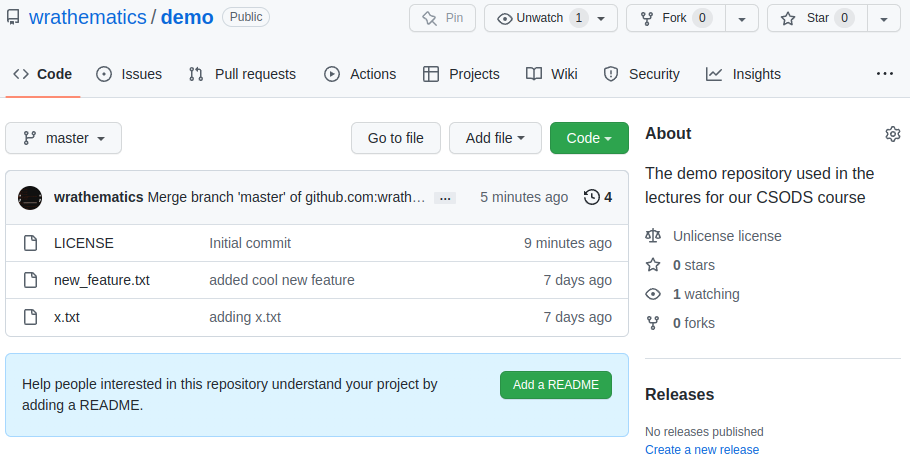 wrathematics / demo Public Pin Unwatch 1 Fork 0 Star 0
Code Issues Pull requests Actions Projects Wiki Security Insights ...
master Go to file Add file Code
wrathematics Merge branch 'master' of github.com:wrath... ... 5 minutes ago 4
LICENSE Initial commit 9 minutes ago
new_feature.txt added cool new feature 7 days ago
x.txt adding x.txt 7 days ago
Help people interested in this repository understand your project by
adding a README.
Add a README
About
The demo repository used in the
lectures for our CSODS course
Unlicense license
0 stars
1 watching
0 forks
Releases
No releases published
Create a new release